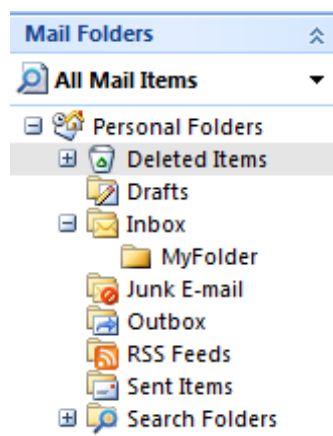 Mail Folders
All Mail Items
Personal Folders
Deleted Items
Drafts
Inbox
MyFolder
Junk E-mail
Outbox
RSS Feeds
Sent Items
Search Folders